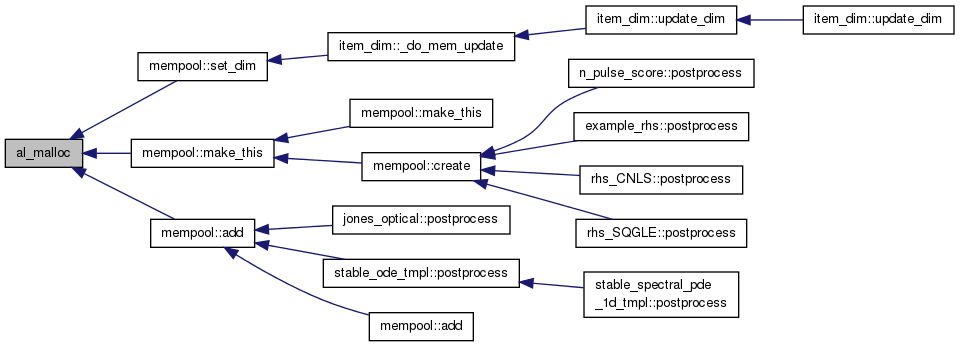 item_dim::update_dim
item_dim::update_dim
item_dim::_do_mem_update
mempool::set_dim
n_pulse_score::postprocess
mempool::make_this
example_rhs::postprocess
al_malloc
mempool::make_this
mempool::create
rhs_CNLS::postprocess
jones_optical::postprocess
mempool::add
rhs_SQGLE::postprocess
stable_ode_tmpl::postprocess
stable_spectral_pde
_1d_tmpl::postprocess
mempool::add